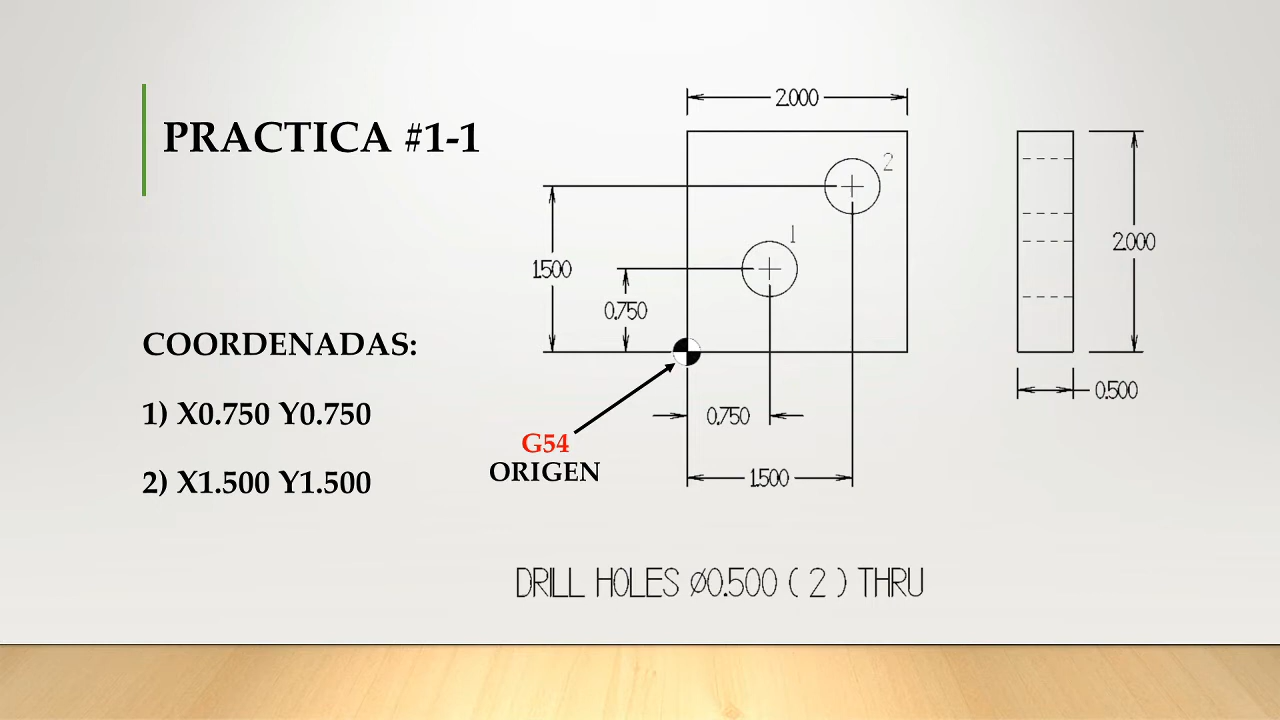 PRACTICA #1-1
COORDENADAS:
1) X0.750 Y0.750
2) X1.500 Y1.500
2.000
2
1
1.500
0.750
2.000
0.500
0.750
1.500
G54
ORIGEN
DRILL HOLES ⌀0.500 ( 2 ) THRU